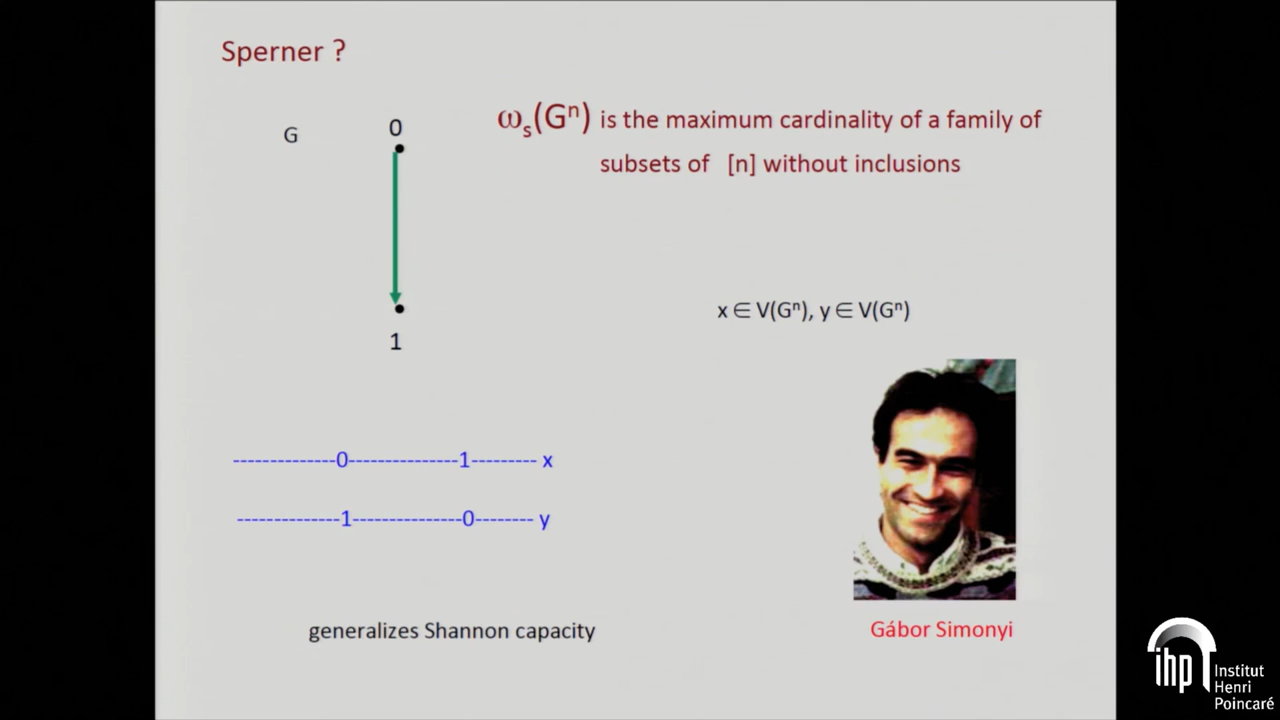 Sperner ?
G
0
ωs(Gⁿ) is the maximum cardinality of a family of
subsets of [n] without inclusions
1
x ∈ V(Gⁿ), y ∈ V(Gⁿ)
--------------0---------------1--------- x
--------------1---------------0-------- y
generalizes Shannon capacity
Gábor Simonyi
ihp Institut
Henri
Poincaré